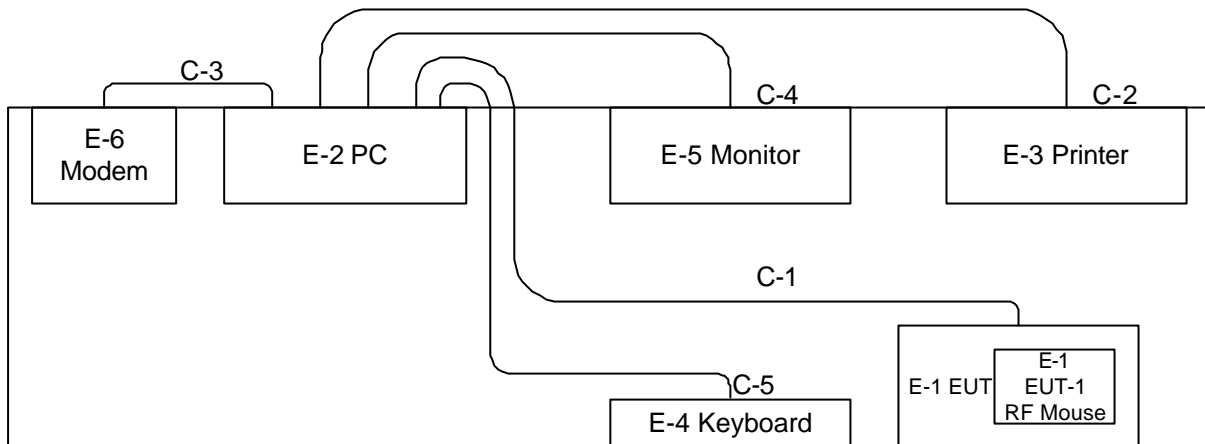 C-3
C-4
C-2
E-6
Modem
E-2 PC
E-5 Monitor
E-3 Printer
C-1
C-5
E-4 Keyboard
E-1 EUT
E-1
EUT-1
RF Mouse